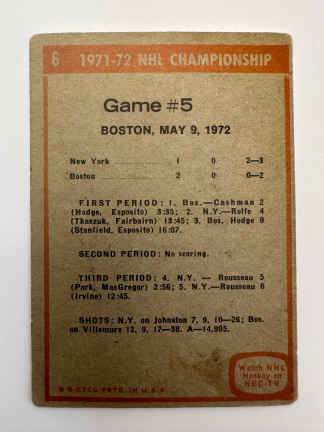 6 1971-72 NHL CHAMPIONSHIP
Game #5
BOSTON, MAY 9, 1972
New York 1 0 2—3
Boston 2 0 0—2
FIRST PERIOD: 1, Bos.—Cashman 2
(Hodge, Esposito) 3:55; 2. N.Y.—Rolfe 4
(Tkaczuk, Fairbairn) 13:45; 3, Bos. Hodge 9
(Stanfield, Esposito) 16:07.
SECOND PERIOD: No scoring.
THIRD PERIOD: 4. N.Y. — Rousseau 5
(Park, MacGregor) 2:56; 5. N.Y.—Rousseau 6
(Irvine) 12:45.
SHOTS: N.Y. on Johnston 7, 9, 10—26; Bos.
on Villemure 12, 9, 17—38. A—14,995.
Watch NHL
Hockey on
NBC-TV
PRTD. IN U.S.A.